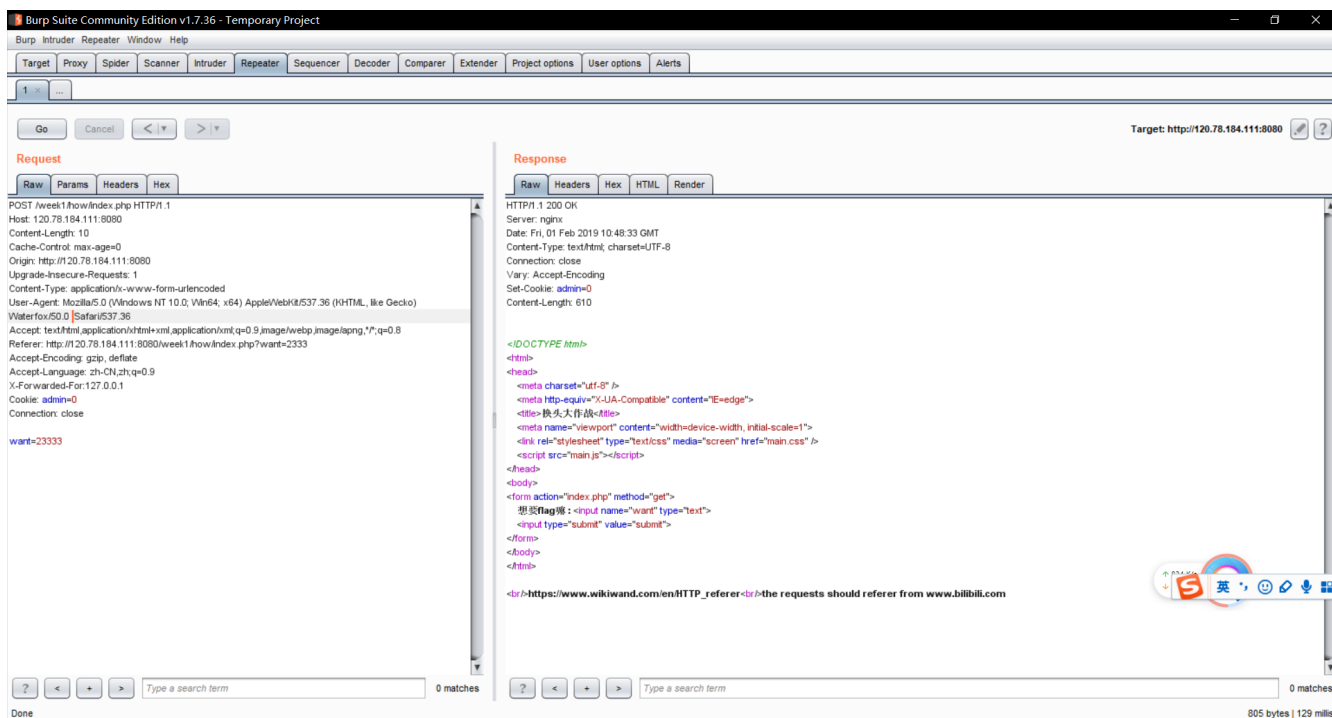 Burp Suite Community Edition v1.7.36 - Temporary Project
Burp Intruder Repeater Window Help
Target Proxy Spider Scanner Intruder Repeater Sequencer Decoder Comparer Extender Project options User options Alerts
1 × ...
Go Cancel < | ▼ > | ▼ Target: http://120.78.184.111:8080 ?
Request
Raw Params Headers Hex
POST /week1/how/index.php HTTP/1.1
Host: 120.78.184.111:8080
Content-Length: 10
Cache-Control: max-age=0
Origin: http://120.78.184.111:8080
Upgrade-Insecure-Requests: 1
Content-Type: application/x-www-form-urlencoded
User-Agent: Mozilla/5.0 (Windows NT 10.0; Win64; x64) AppleWebKit/537.36 (KHTML, like Gecko)
Waterfox/50.0 Safari/537.36
Accept: text/html,application/xhtml+xml,application/xml;q=0.9,image/webp,image/apng,*/*;q=0.8
Referer: http://120.78.184.111:8080/week1/how/index.php?want=2333
Accept-Encoding: gzip, deflate
Accept-Language: zh-CN,zh;q=0.9
X-Forwarded-For:127.0.0.1
Cookie: admin=0
Connection: close
want=23333
? < + > Type a search term 0 matches
Response
Raw Headers Hex HTML Render
HTTP/1.1 200 OK
Server: nginx
Date: Fri, 01 Feb 2019 10:48:33 GMT
Content-Type: text/html; charset=UTF-8
Connection: close
Vary: Accept-Encoding
Set-Cookie: admin=0
Content-Length: 610
<!DOCTYPE html>
<html>
<head>
<meta charset="utf-8" />
<meta http-equiv="X-UA-Compatible" content="IE=edge">
<title>换头大作战</title>
<meta name="viewport" content="width=device-width, initial-scale=1">
<link rel="stylesheet" type="text/css" media="screen" href="main.css" />
<script src="main.js"></script>
</head>
<body>
<form action="index.php" method="get">
想要flag嘛：<input name="want" type="text">
<input type="submit" value="submit">
</form>
</body>
</html>
<br/>https://www.wikiwand.com/en/HTTP_referer<br/>the requests should referer from www.bilibili.com
S 英
? < + > Type a search term 0 matches
Done 805 bytes | 129 millis